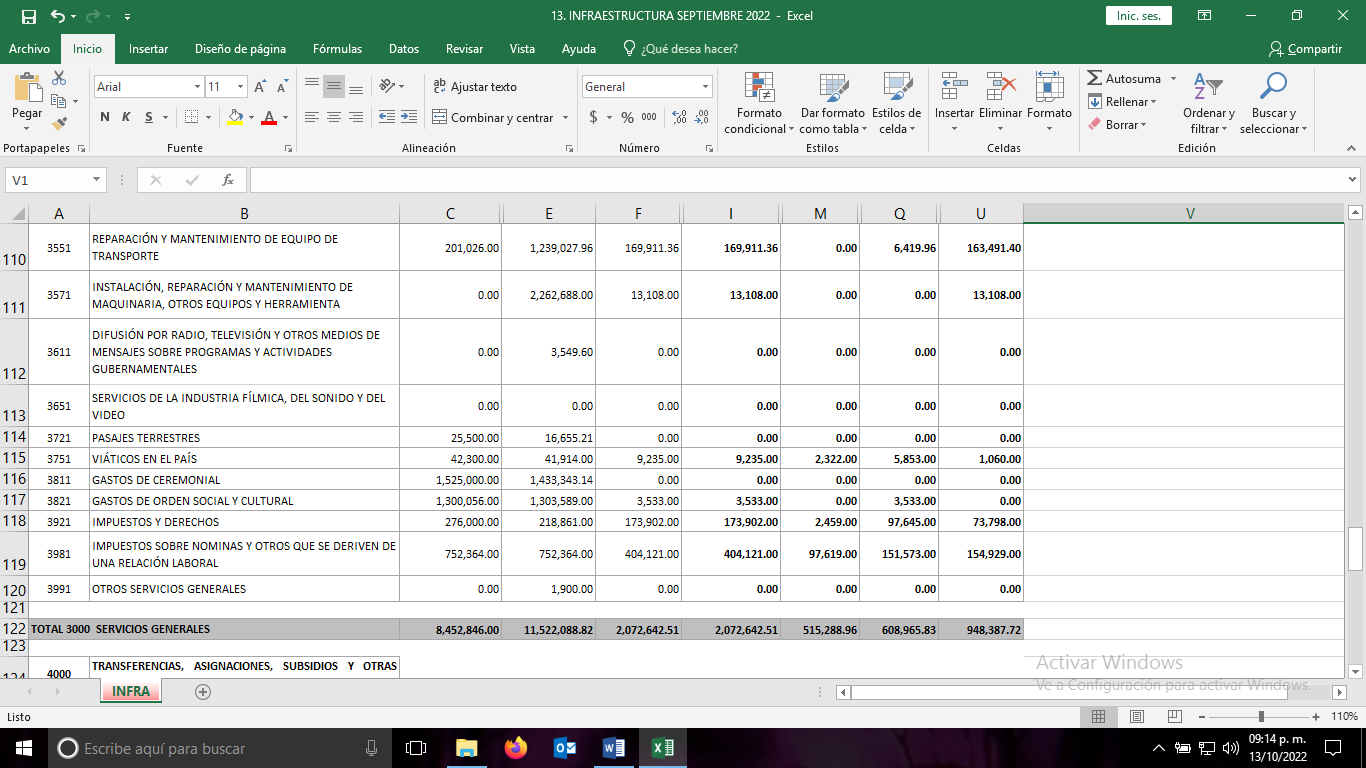 13. INFRAESTRUCTURA SEPTIEMBRE 2022 - Excel
Inic. ses.
Archivo Inicio Insertar Diseño de página Fórmulas Datos Revisar Vista Ayuda ¿Qué desea hacer? Compartir
Pegar
Portapapeles
Arial 11
N K S
Fuente
Ajustar texto
Combinar y centrar
Alineación
General
$ % 000
Número
Formato condicional
Dar formato como tabla
Estilos de celda
Estilos
Insertar Eliminar Formato
Celdas
Autosuma
Rellenar
Borrar
Ordenar y filtrar
Buscar y seleccionar
Edición
V1 fx
A B C E F I M Q U V
110 3551 REPARACIÓN Y MANTENIMIENTO DE EQUIPO DE
TRANSPORTE 201,026.00 1,239,027.96 169,911.36 169,911.36 0.00 6,419.96 163,491.40
111 3571 INSTALACIÓN, REPARACIÓN Y MANTENIMIENTO DE
MAQUINARIA, OTROS EQUIPOS Y HERRAMIENTA 0.00 2,262,688.00 13,108.00 13,108.00 0.00 0.00 13,108.00
112 3611 DIFUSIÓN POR RADIO, TELEVISIÓN Y OTROS MEDIOS DE
MENSAJES SOBRE PROGRAMAS Y ACTIVIDADES
GUBERNAMENTALES 0.00 3,549.60 0.00 0.00 0.00 0.00 0.00
113 3651 SERVICIOS DE LA INDUSTRIA FÍLMICA, DEL SONIDO Y DEL
VIDEO 0.00 0.00 0.00 0.00 0.00 0.00 0.00
114 3721 PASAJES TERRESTRES 25,500.00 16,655.21 0.00 0.00 0.00 0.00 0.00
115 3751 VIÁTICOS EN EL PAÍS 42,300.00 41,914.00 9,235.00 9,235.00 2,322.00 5,853.00 1,060.00
116 3811 GASTOS DE CEREMONIAL 1,525,000.00 1,433,343.14 0.00 0.00 0.00 0.00 0.00
117 3821 GASTOS DE ORDEN SOCIAL Y CULTURAL 1,300,056.00 1,303,589.00 3,533.00 3,533.00 0.00 3,533.00 0.00
118 3921 IMPUESTOS Y DERECHOS 276,000.00 218,861.00 173,902.00 173,902.00 2,459.00 97,645.00 73,798.00
119 3981 IMPUESTOS SOBRE NOMINAS Y OTROS QUE SE DERIVEN DE
UNA RELACIÓN LABORAL 752,364.00 752,364.00 404,121.00 404,121.00 97,619.00 151,573.00 154,929.00
120 3991 OTROS SERVICIOS GENERALES 0.00 1,900.00 0.00 0.00 0.00 0.00 0.00
121
122 TOTAL 3000 SERVICIOS GENERALES 8,452,846.00 11,522,088.82 2,072,642.51 2,072,642.51 515,288.96 608,965.83 948,387.72
123
124 4000 TRANSFERENCIAS, ASIGNACIONES, SUBSIDIOS Y OTRAS
Activar Windows
Ve a Configuración para activar Windows.
INFRA
Listo
110%
Escribe aquí para buscar
09:14 p. m.
13/10/2022